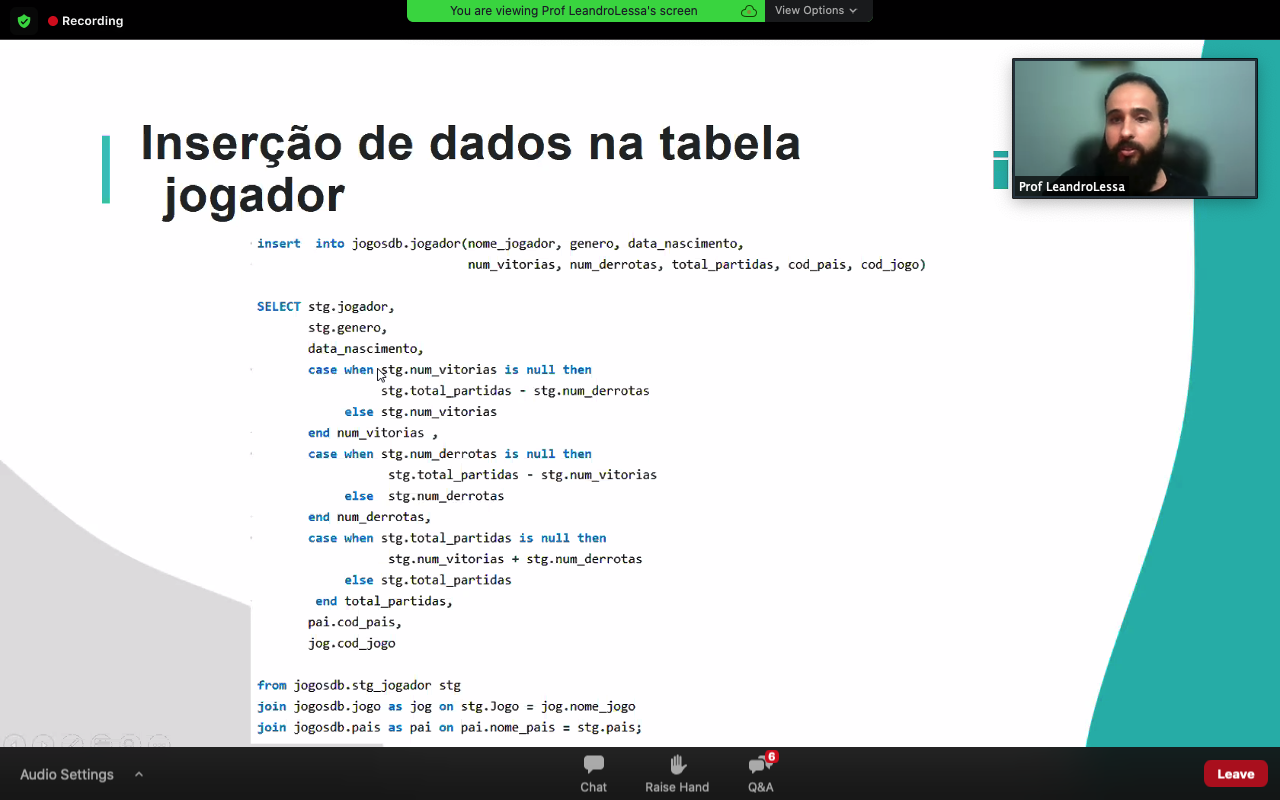 Recording
You are viewing Prof LeandroLessa's screen
View Options
Inserção de dados na tabela
jogador
Prof LeandroLessa
insert  into jogosdb.jogador(nome_jogador, genero, data_nascimento,
num_vitorias, num_derrotas, total_partidas, cod_pais, cod_jogo)
SELECT stg.jogador,
stg.genero,
data_nascimento,
case when stg.num_vitorias is null then
stg.total_partidas - stg.num_derrotas
else stg.num_vitorias
end num_vitorias ,
case when stg.num_derrotas is null then
stg.total_partidas - stg.num_vitorias
else  stg.num_derrotas
end num_derrotas,
case when stg.total_partidas is null then
stg.num_vitorias + stg.num_derrotas
else stg.total_partidas
end total_partidas,
pai.cod_pais,
jog.cod_jogo
from jogosdb.stg_jogador stg
join jogosdb.jogo as jog on stg.Jogo = jog.nome_jogo
join jogosdb.pais as pai on pai.nome_pais = stg.pais;
Audio Settings
Chat
Raise Hand
6
Q&A
Leave